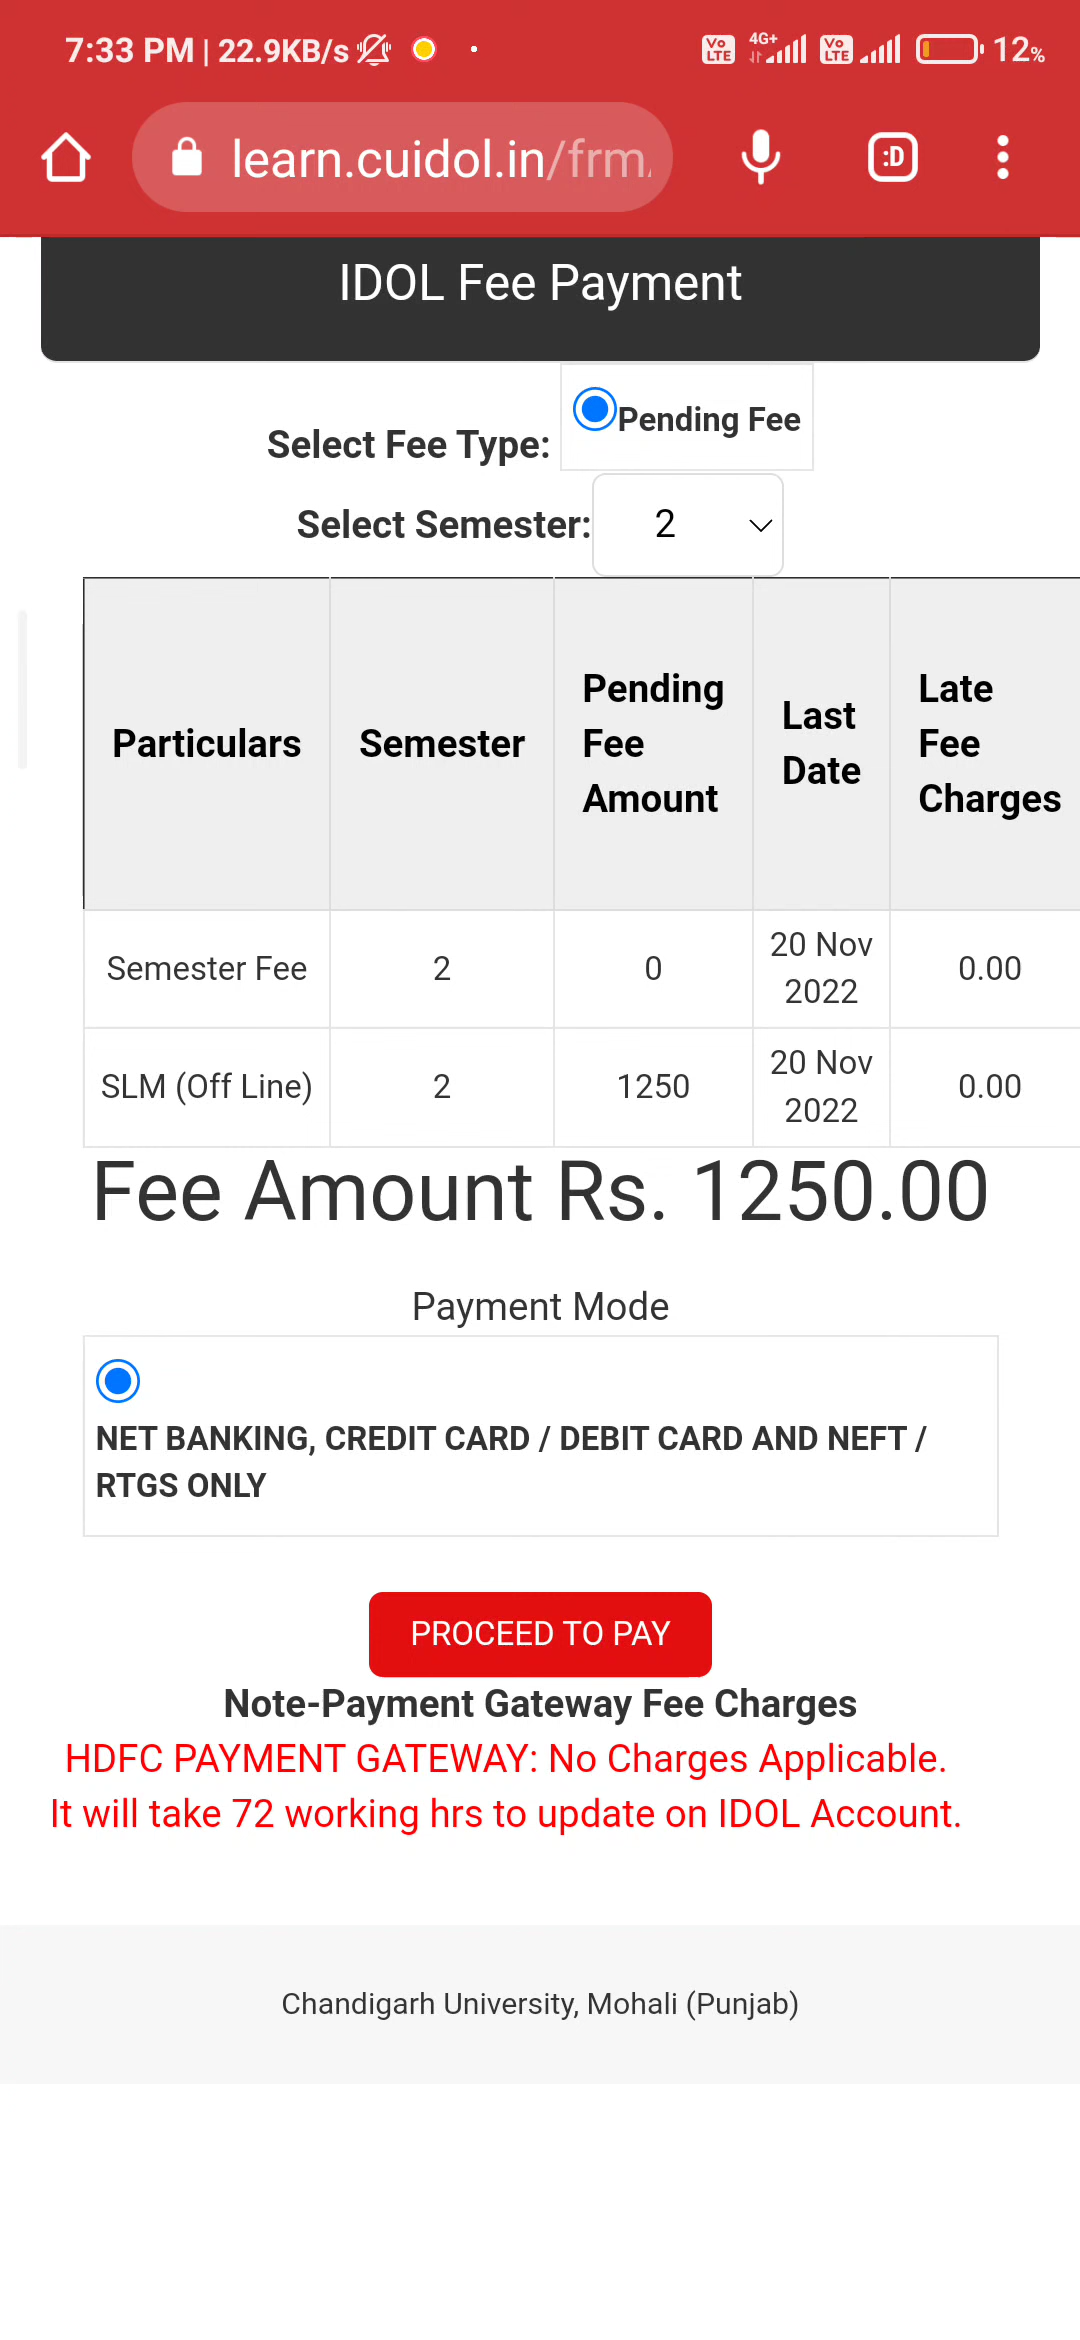 7:33 PM | 22.9KB/s Vo LTE 4G+ Vo LTE 12%
learn.cuidol.in/frm :D
IDOL Fee Payment
Select Fee Type: Pending Fee
Select Semester: 2
Particulars Semester Pending Fee Amount Last Date Late Fee Charges
Semester Fee 2 0 20 Nov 2022 0.00
SLM (Off Line) 2 1250 20 Nov 2022 0.00
Fee Amount Rs. 1250.00
Payment Mode
NET BANKING, CREDIT CARD / DEBIT CARD AND NEFT /
RTGS ONLY
PROCEED TO PAY
Note-Payment Gateway Fee Charges
HDFC PAYMENT GATEWAY: No Charges Applicable.
It will take 72 working hrs to update on IDOL Account.
Chandigarh University, Mohali (Punjab)